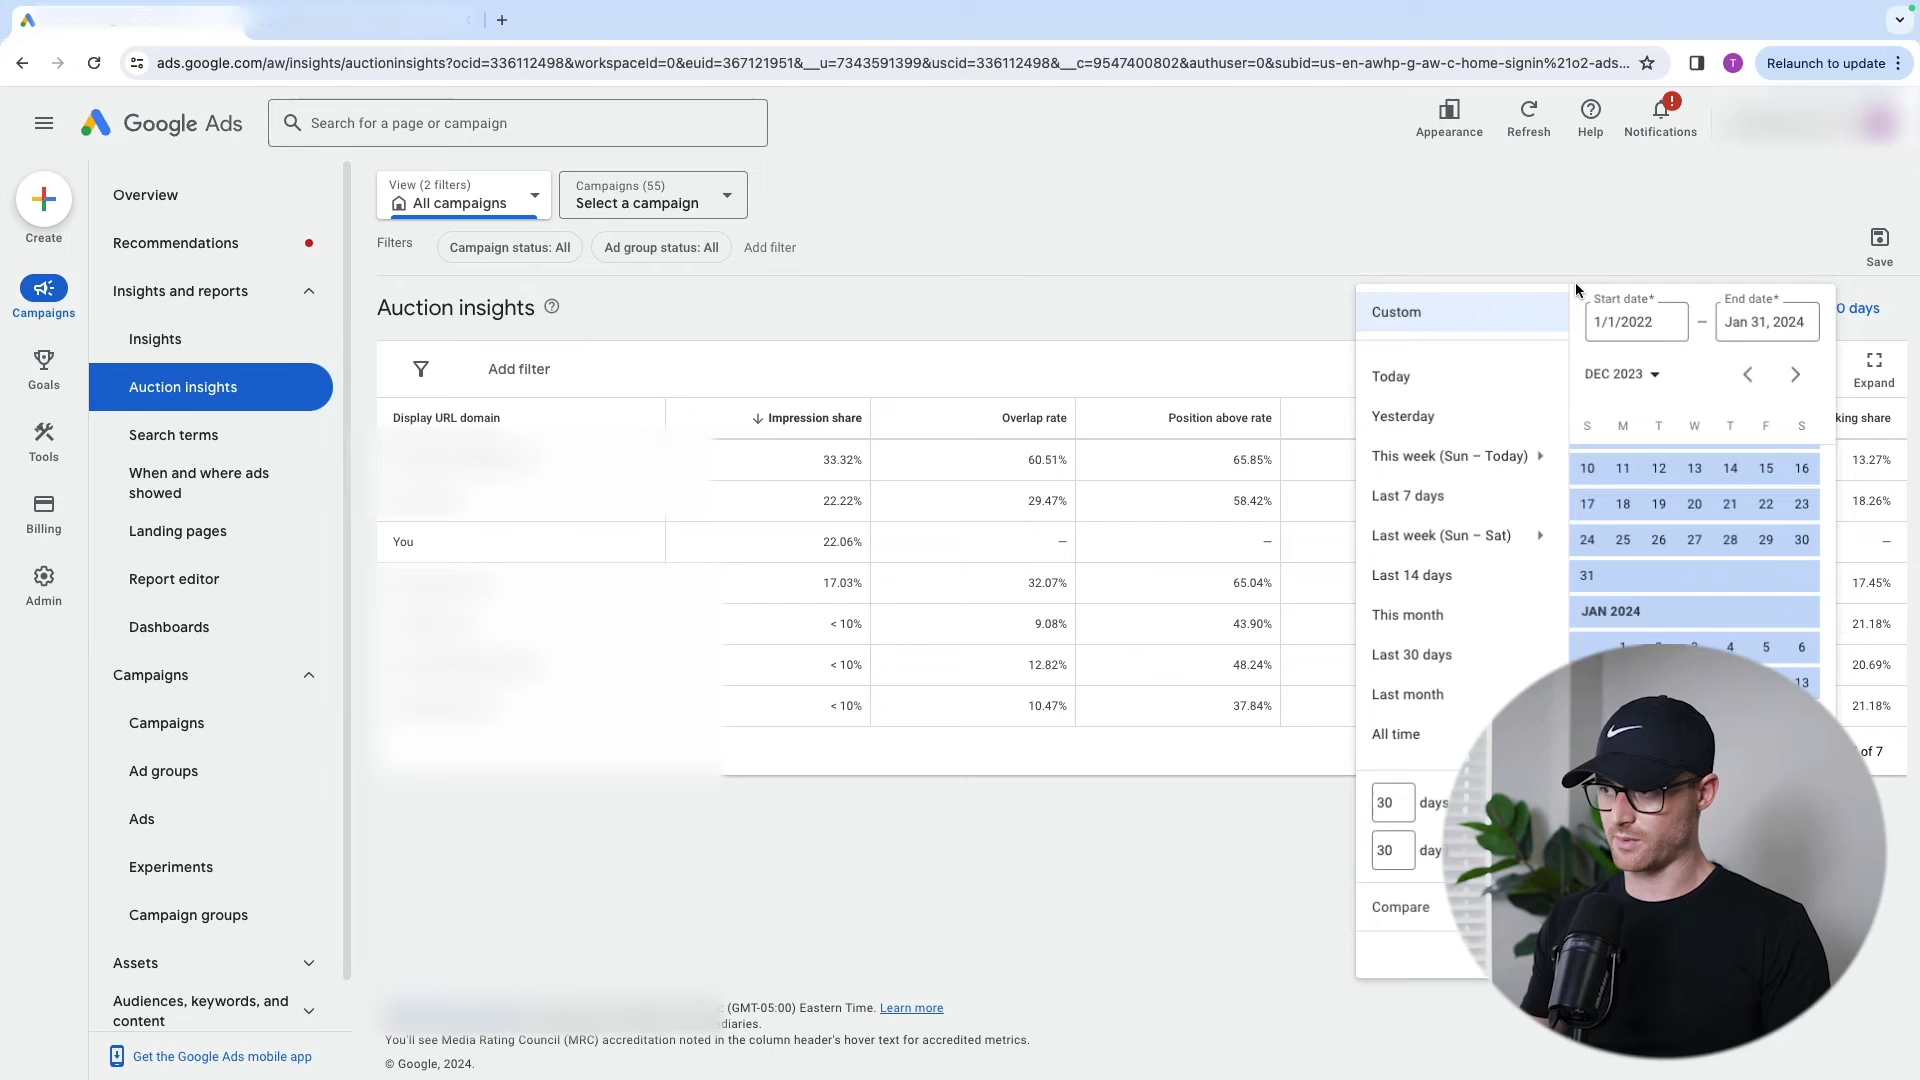 ads.google.com/aw/insights/auctioninsights?ocid=336112498&workspaceId=0&euid=367121951&__u=7343591399&uscid=336112498&__c=9547400802&authuser=0&subid=us-en-awhp-g-aw-c-home-signin%21o2-ads...
T
Relaunch to update
Google Ads
Search for a page or campaign
Appearance
Refresh
Help
Notifications
Create
Campaigns
Goals
Tools
Billing
Admin
Overview
Recommendations
Insights and reports
Insights
Auction insights
Search terms
When and where ads
showed
Landing pages
Report editor
Dashboards
Campaigns
Campaigns
Ad groups
Ads
Experiments
Campaign groups
Assets
Audiences, keywords, and
content
Get the Google Ads mobile app
View (2 filters)
All campaigns
Campaigns (55)
Select a campaign
Filters
Campaign status: All
Ad group status: All
Add filter
Save
Auction insights
0 days
Add filter
Expand
Display URL domain Impression share Overlap rate Position above rate king share
33.32% 60.51% 65.85% 13.27%
22.22% 29.47% 58.42% 18.26%
You 22.06% — — —
17.03% 32.07% 65.04% 17.45%
< 10% 9.08% 43.90% 21.18%
< 10% 12.82% 48.24% 20.69%
< 10% 10.47% 37.84% 21.18%
of 7
Custom
Today
Yesterday
This week (Sun – Today)
Last 7 days
Last week (Sun – Sat)
Last 14 days
This month
Last 30 days
Last month
All time
30 days
30 day
Compare
Start date*
1/1/2022
–
End date*
Jan 31, 2024
DEC 2023
S M T W T F S
10 11 12 13 14 15 16
17 18 19 20 21 22 23
24 25 26 27 28 29 30
31
JAN 2024
4 5 6
13
: (GMT-05:00) Eastern Time. Learn more
diaries.
You'll see Media Rating Council (MRC) accreditation noted in the column header's hover text for accredited metrics.
© Google, 2024.